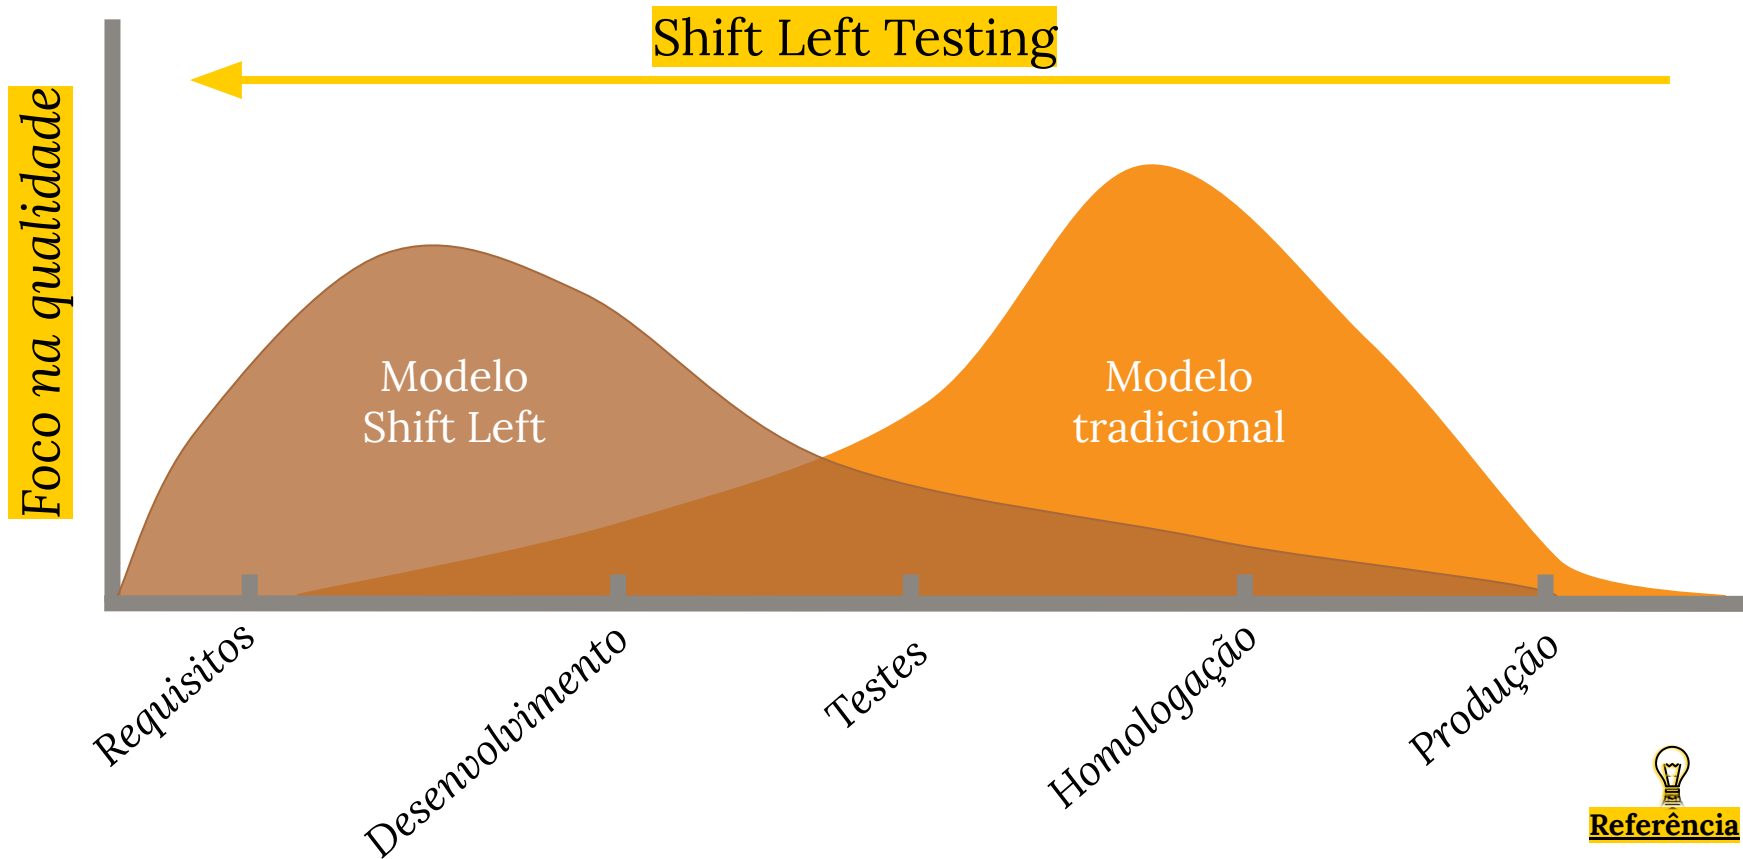 Shift Left Testing
Foco na qualidade
Modelo
Shift Left
Modelo
tradicional
Requisitos
Desenvolvimento
Testes
Homologação
Produção
Referência